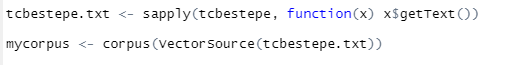 tcbestepe.txt <- sapply(tcbestepe, function(x) x$getText())
mycorpus <- corpus(VectorSource(tcbestepe.txt))